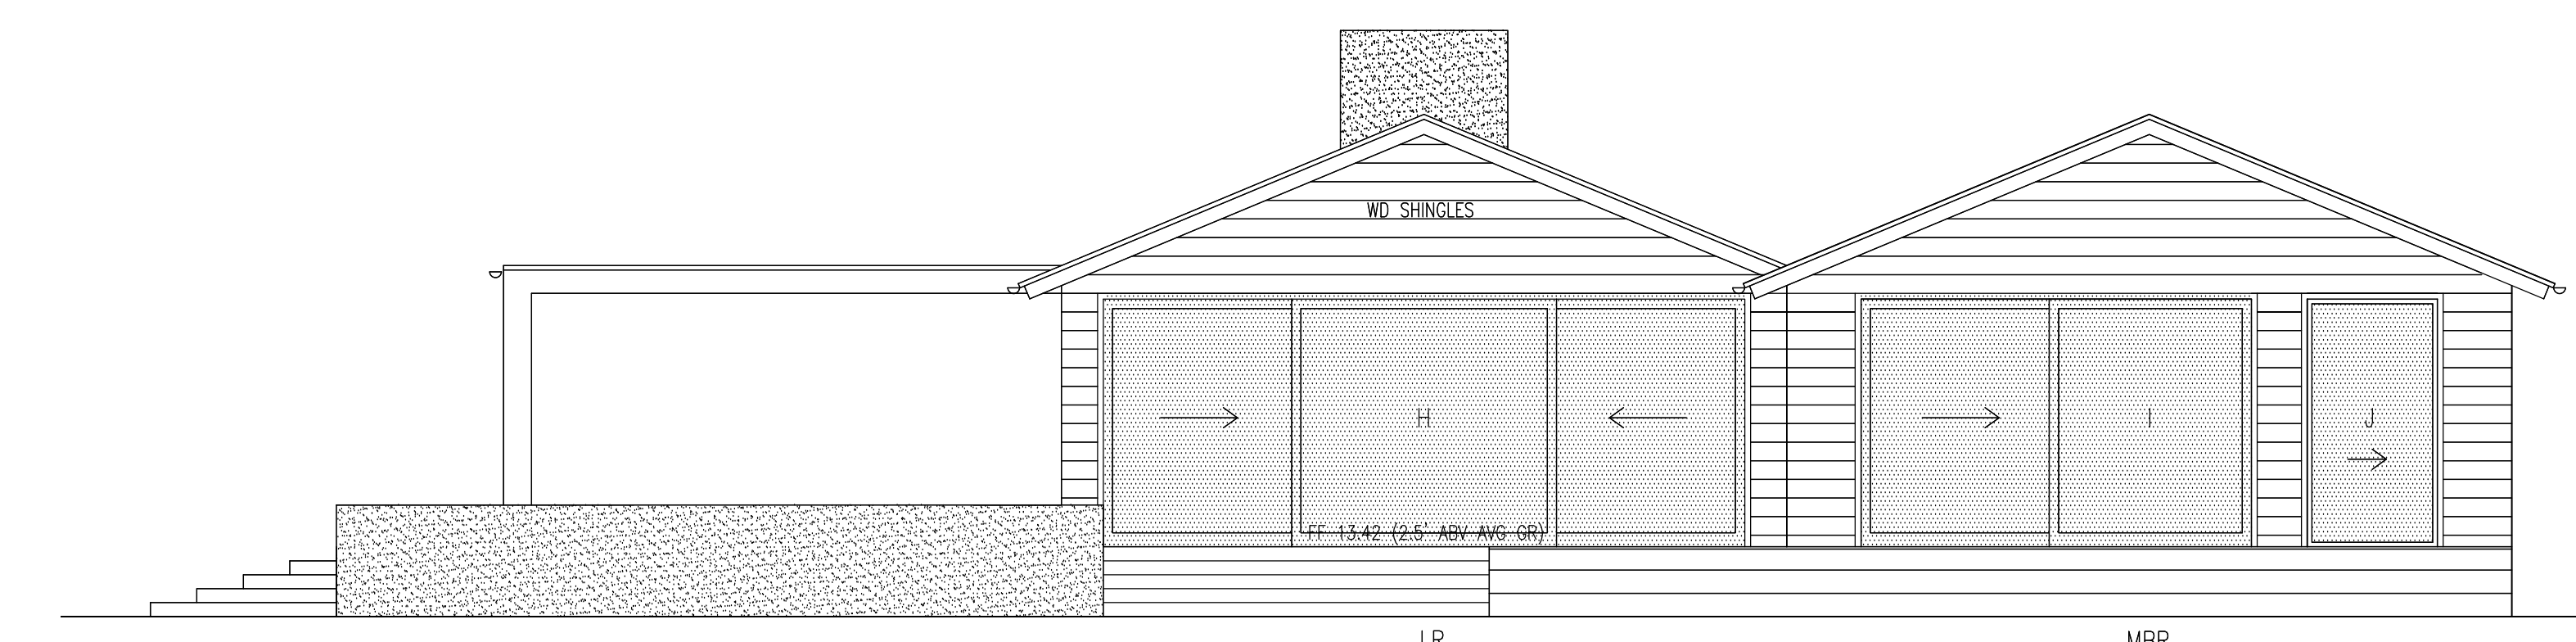 WD SHINGLES
H
I
J
FF 13.42 (2.5' ABV AVG GR)
LR
MBR